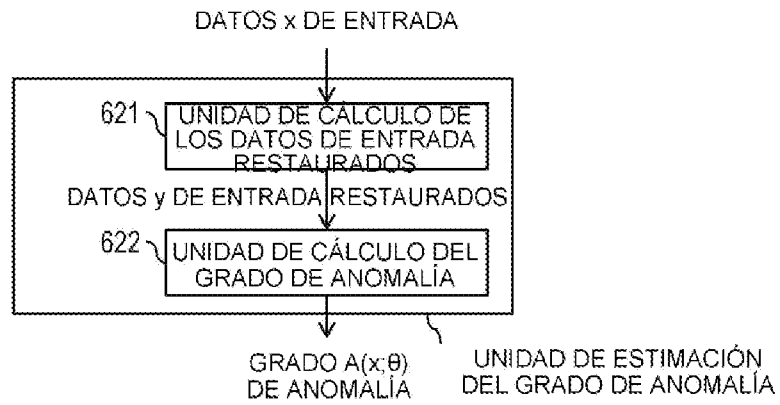 DATOS x DE ENTRADA
621
UNIDAD DE CÁLCULO DE
LOS DATOS DE ENTRADA
RESTAURADOS
DATOS y DE ENTRADA RESTAURADOS
622
UNIDAD DE CÁLCULO DEL
GRADO DE ANOMALÍA
GRADO A(x;θ)
DE ANOMALÍA
UNIDAD DE ESTIMACIÓN
DEL GRADO DE ANOMALÍA